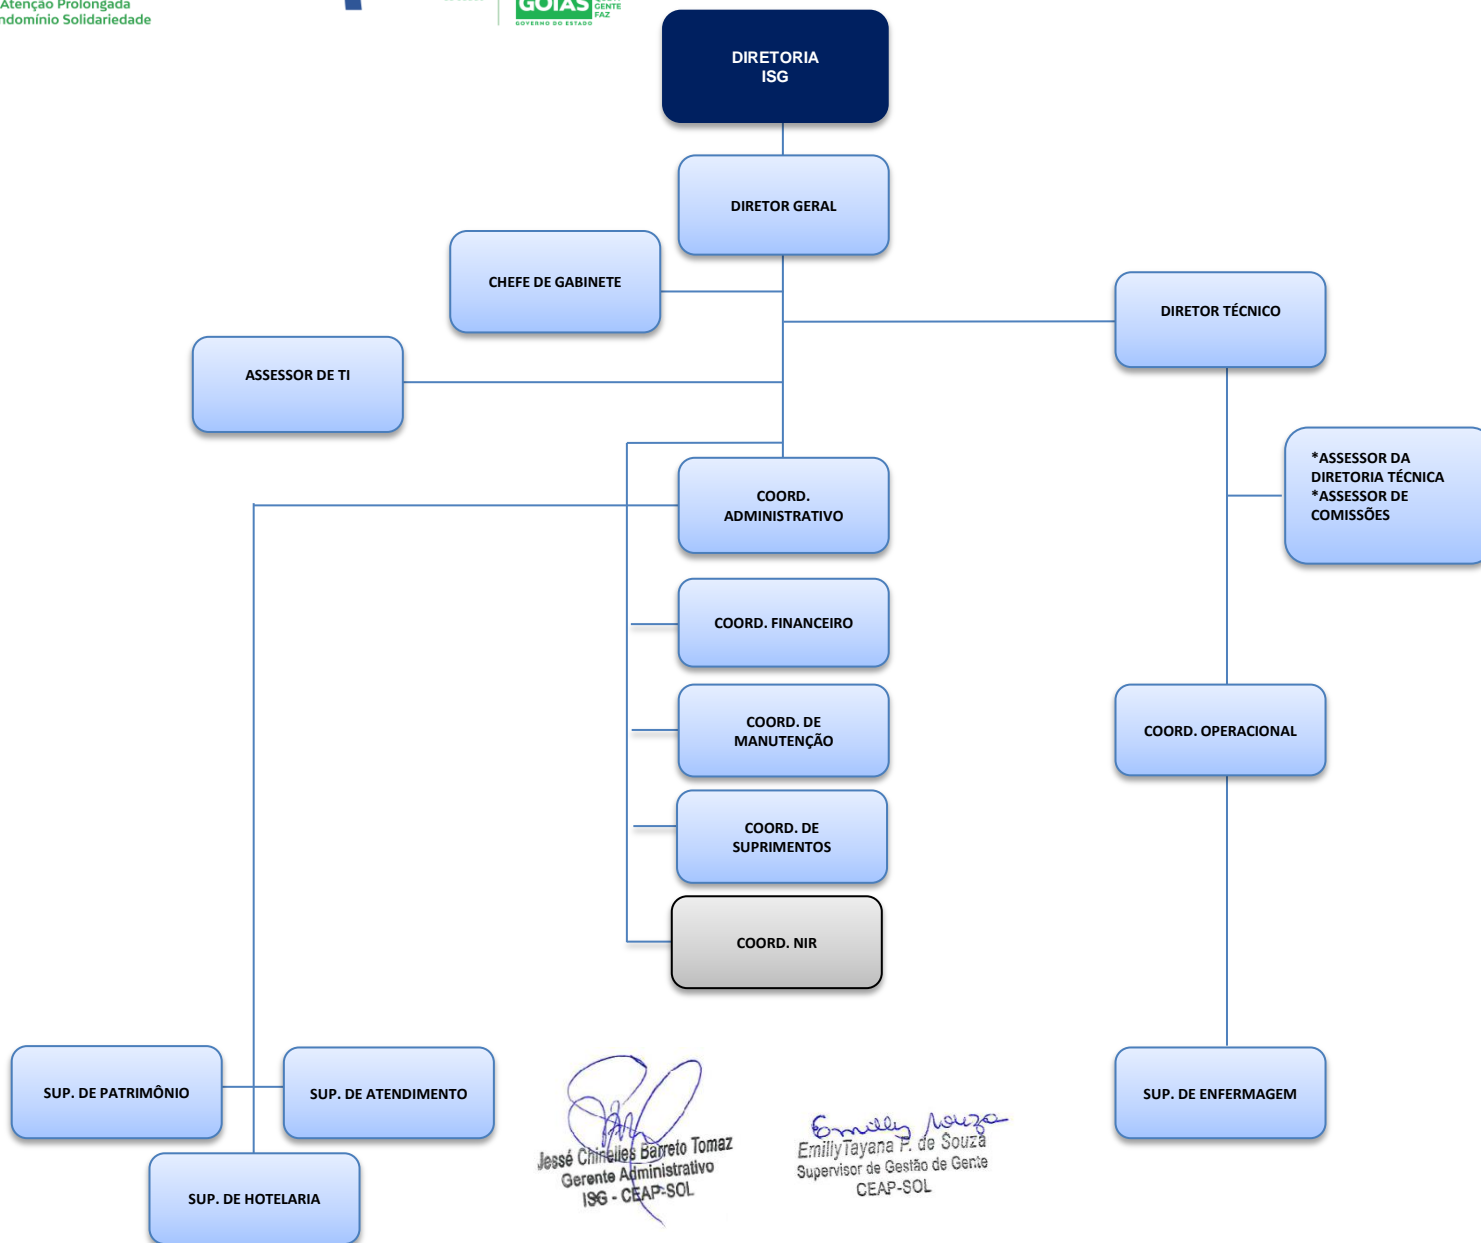 Atenção Prolongada
ndomínio Solidariedade
GOIÁS
GOVERNO DO ESTADO
GENTE
FAZ
DIRETORIA
ISG
DIRETOR GERAL
CHEFE DE GABINETE
DIRETOR TÉCNICO
ASSESSOR DE TI
*ASSESSOR DA
DIRETORIA TÉCNICA
*ASSESSOR DE
COMISSÕES
COORD.
ADMINISTRATIVO
COORD. FINANCEIRO
COORD. DE
MANUTENÇÃO
COORD. OPERACIONAL
COORD. DE
SUPRIMENTOS
COORD. NIR
SUP. DE PATRIMÔNIO
SUP. DE ATENDIMENTO
SUP. DE ENFERMAGEM
SUP. DE HOTELARIA
Jessé Barreto Tomaz
Gerente Administrativo
ISG - CEAP-SOL
Emilly Souza
Emilly Tayana P. de Souza
Supervisor de Gestão de Gente
CEAP-SOL